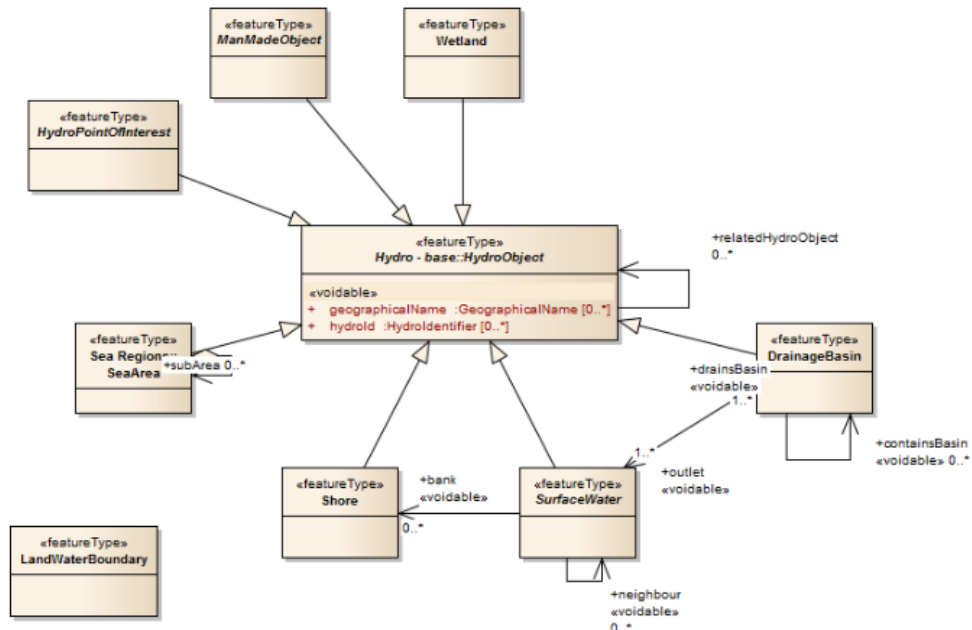 «featureType»
ManMadeObject
«featureType»
Wetland
«featureType»
HydroPointOfInterest
«featureType»
Hydro - base::HydroObject
«voidable»
+ geographicalName :GeographicalName [0..*]
+ hydroId :HydroIdentifier [0..*]
+relatedHydroObject
0..*
«featureType»
Sea Regions::
SeaArea
+subArea 0..*
«featureType»
DrainageBasin
+drainsBasin
«voidable»
1..*
+containsBasin
«voidable» 0..*
1..*
+outlet
«voidable»
«featureType»
Shore
+bank
«voidable»
0..*
«featureType»
SurfaceWater
+neighbour
«voidable»
0..*
«featureType»
LandWaterBoundary